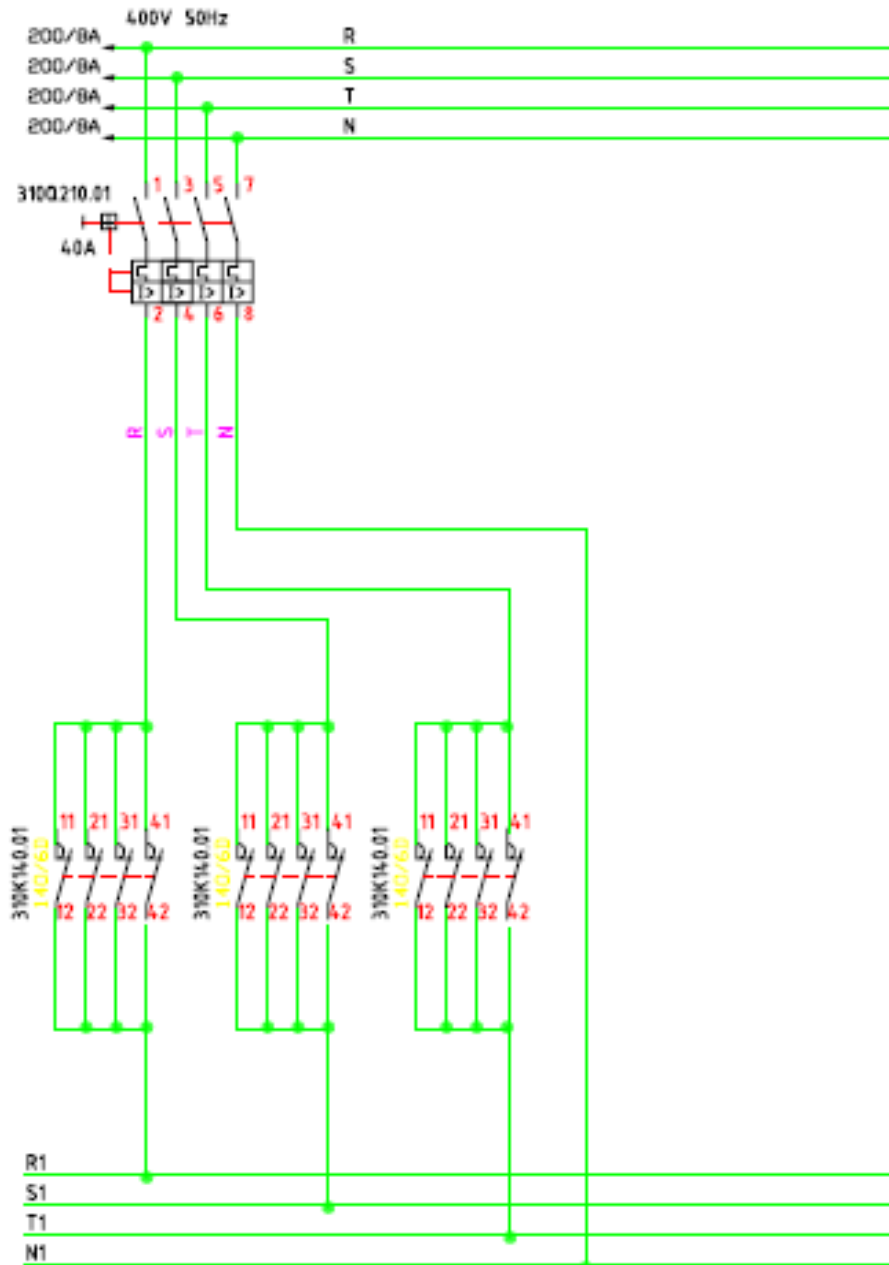 400V 50Hz
200/8A R
200/8A S
200/8A T
200/8A N
1 3 5 7
310Q210.01
40A
I> I> I> I>
2 4 6 8
R S T N
11 21 31 41 11 21 31 41 11 21 31 41
310K140.01 140/6D 310K140.01 140/6D 310K140.01 140/6D
12 22 32 42 12 22 32 42 12 22 32 42
R1
S1
T1
N1